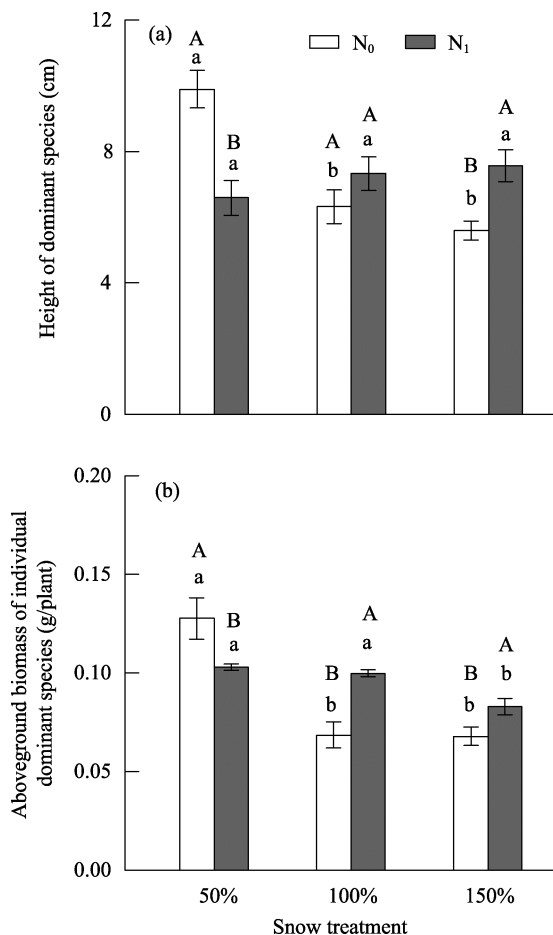 (a)
N0
N1
Height of dominant species (cm)
12
8
4
0
A
a
B
a
A
b
A
a
B
b
A
a
(b)
Aboveground biomass of individual
dominant species (g/plant)
0.20
0.15
0.10
0.05
0.00
A
a
B
a
B
b
A
a
B
b
A
b
50%
100%
150%
Snow treatment